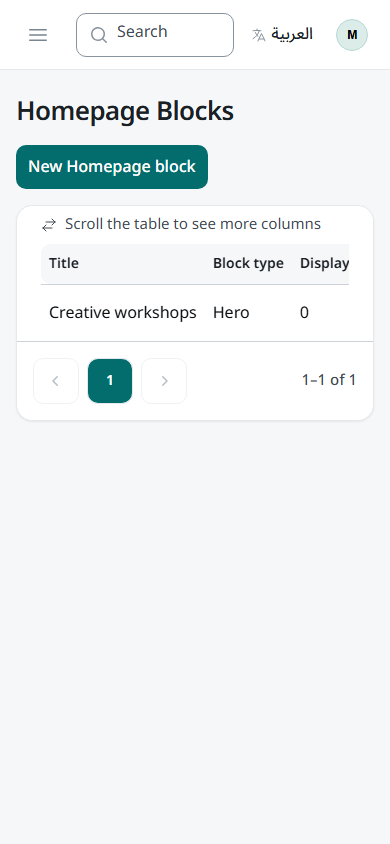 Search
العربية
M
Homepage Blocks
New Homepage block
Scroll the table to see more columns
Title Block type Display
Creative workshops Hero 0
1 1–1 of 1